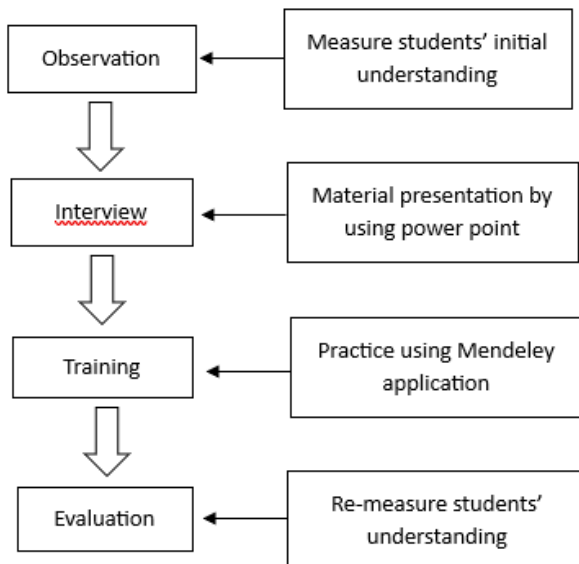 Observation
Measure students’ initial
understanding
Interview
Material presentation by
using power point
Training
Practice using Mendeley
application
Evaluation
Re-measure students’
understanding